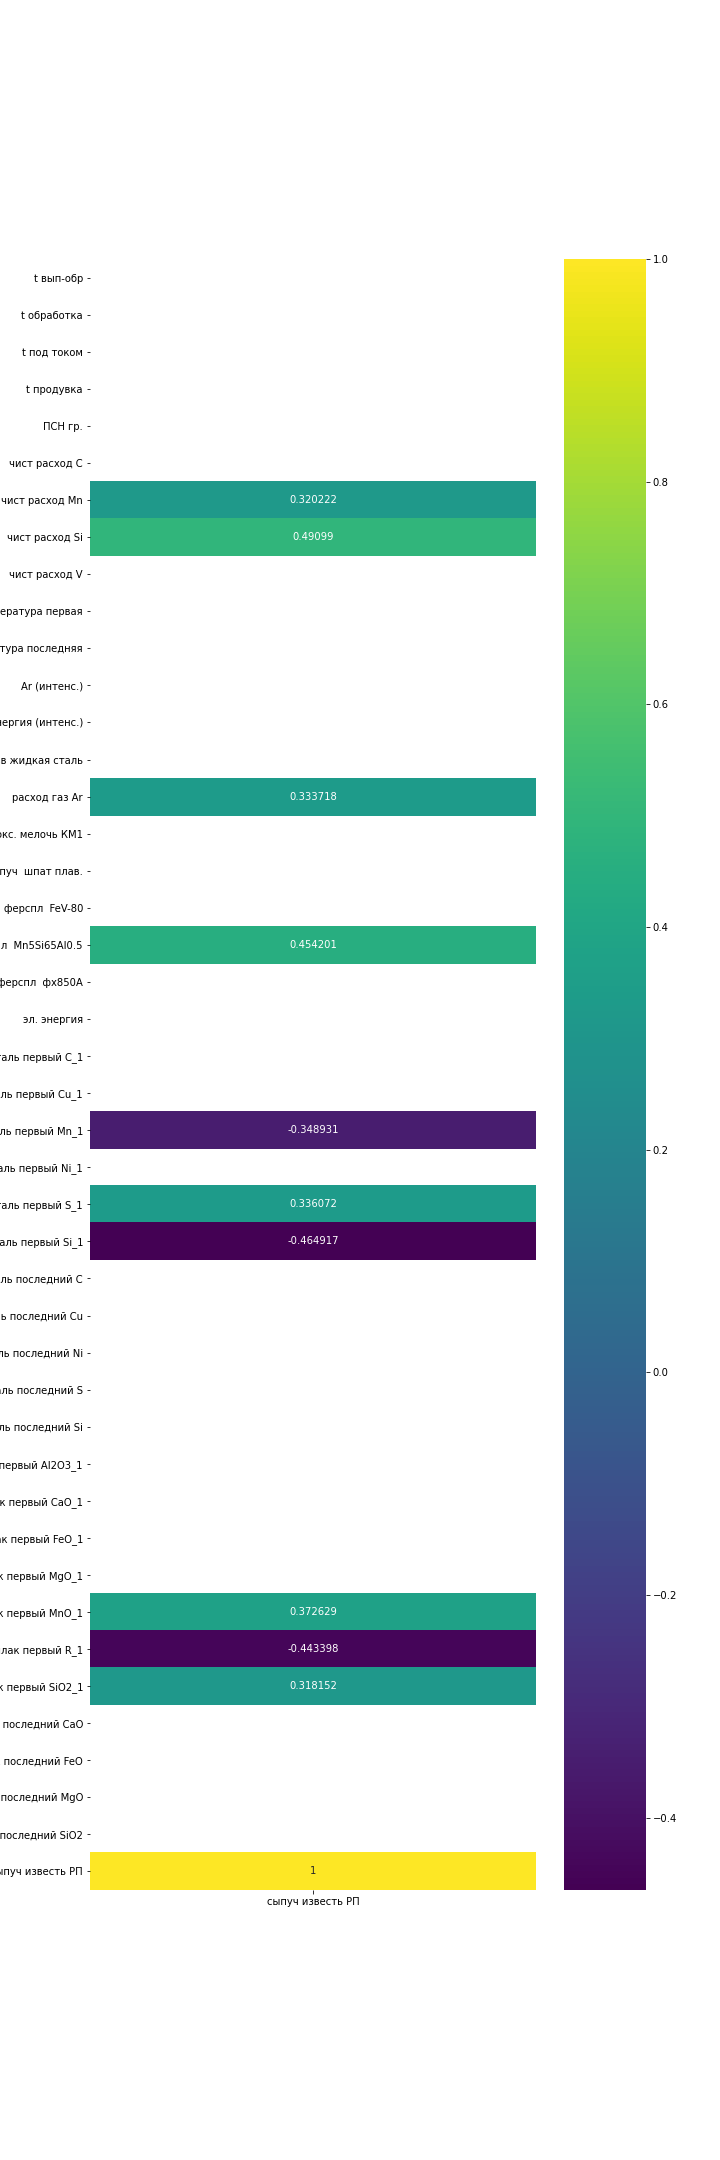 t вып-обр
t обработка
t под током
t продувка
ПСН гр.
чист расход C
чист расход Mn
0.320222
чист расход Si
0.49099
чист расход V
ература первая
тура последняя
Ar (интенс.)
нергия (интенс.)
в жидкая сталь
расход газ Ar
0.333718
окс. мелочь КМ1
пуч шпат плав.
ферспл FeV-80
л Mn5Si65Al0.5
0.454201
ферспл фх850А
эл. энергия
таль первый C_1
ль первый Cu_1
ль первый Mn_1
-0.348931
аль первый Ni_1
таль первый S_1
0.336072
аль первый Si_1
-0.464917
ль последний C
ь последний Cu
ль последний Ni
аль последний S
ль последний Si
первый Al2O3_1
к первый CaO_1
ак первый FeO_1
к первый MgO_1
к первый MnO_1
0.372629
лак первый R_1
-0.443398
к первый SiO2_1
0.318152
последний CaO
последний FeO
последний MgO
последний SiO2
ыпуч известь РП
1
сыпуч известь РП
1.0
0.8
0.6
0.4
0.2
0.0
−0.2
−0.4